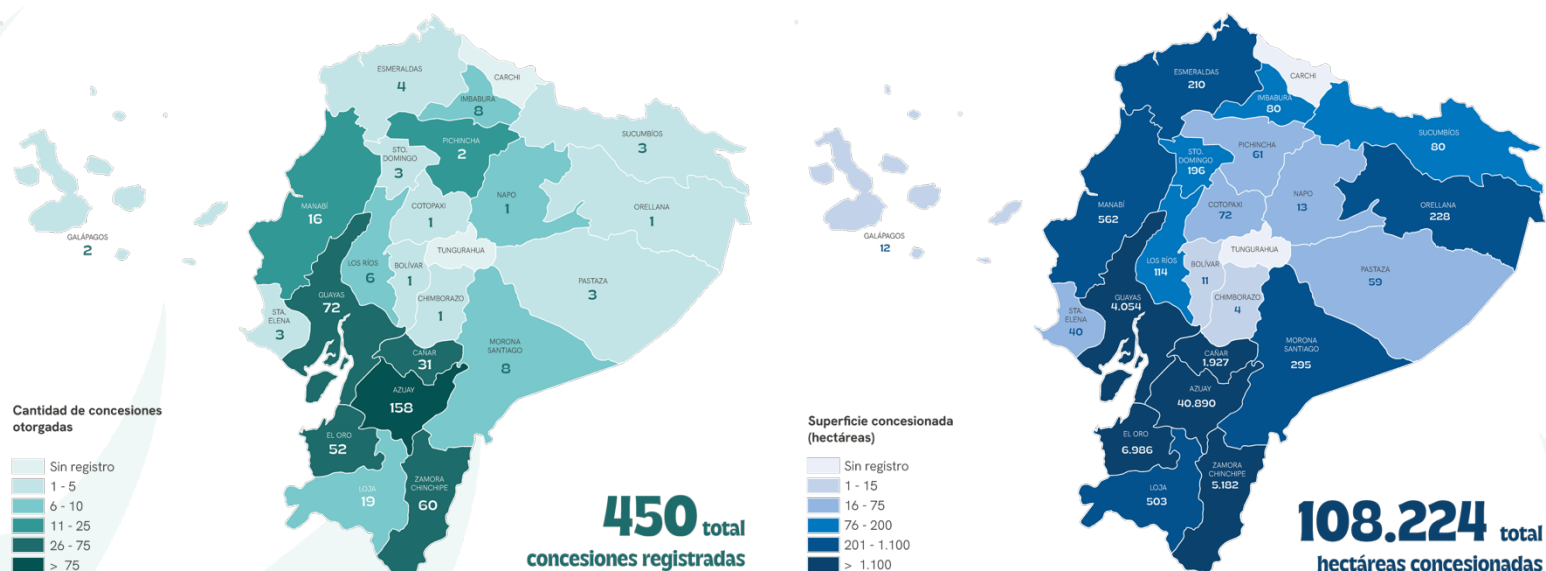 ESMERALDAS
4
CARCHI
IMBABURA
8
PICHINCHA
2
SUCUMBÍOS
3
STO.
DOMINGO
3
NAPO
1
MANABÍ
16
COTOPAXI
1
ORELLANA
1
GALÁPAGOS
2
TUNGURAHUA
LOS RÍOS
6
BOLÍVAR
1
PASTAZA
3
GUAYAS
72
CHIMBORAZO
1
STA.
ELENA
3
MORONA
SANTIAGO
8
CAÑAR
31
AZUAY
158
EL ORO
52
LOJA
19
ZAMORA
CHINCHIPE
60
Cantidad de concesiones
otorgadas
Sin registro
1 - 5
6 - 10
11 - 25
26 - 75
> 75
450 total
concesiones registradas
ESMERALDAS
210
CARCHI
IMBABURA
80
PICHINCHA
61
SUCUMBÍOS
80
STO.
DOMINGO
196
NAPO
13
MANABÍ
562
COTOPAXI
72
ORELLANA
228
GALÁPAGOS
12
TUNGURAHUA
LOS RÍOS
114
BOLÍVAR
11
PASTAZA
59
GUAYAS
4.054
CHIMBORAZO
4
STA.
ELENA
40
MORONA
SANTIAGO
295
CAÑAR
1.927
AZUAY
40.890
EL ORO
6.986
LOJA
503
ZAMORA
CHINCHIPE
5.182
Superficie concesionada
(hectáreas)
Sin registro
1 - 15
16 - 75
76 - 200
201 - 1.100
> 1.100
108.224 total
hectáreas concesionadas